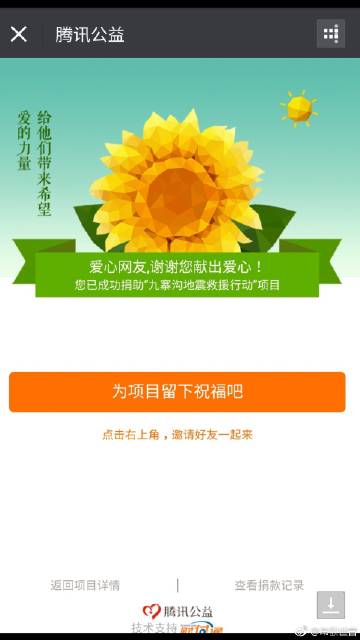 腾讯公益
给他们带来希望
爱的力量
爱心网友,谢谢您献出爱心！
您已成功捐助“九寨沟地震救援行动”项目
为项目留下祝福吧
点击右上角，邀请好友一起来
返回项目详情
查看捐款记录
腾讯公益
技术支持